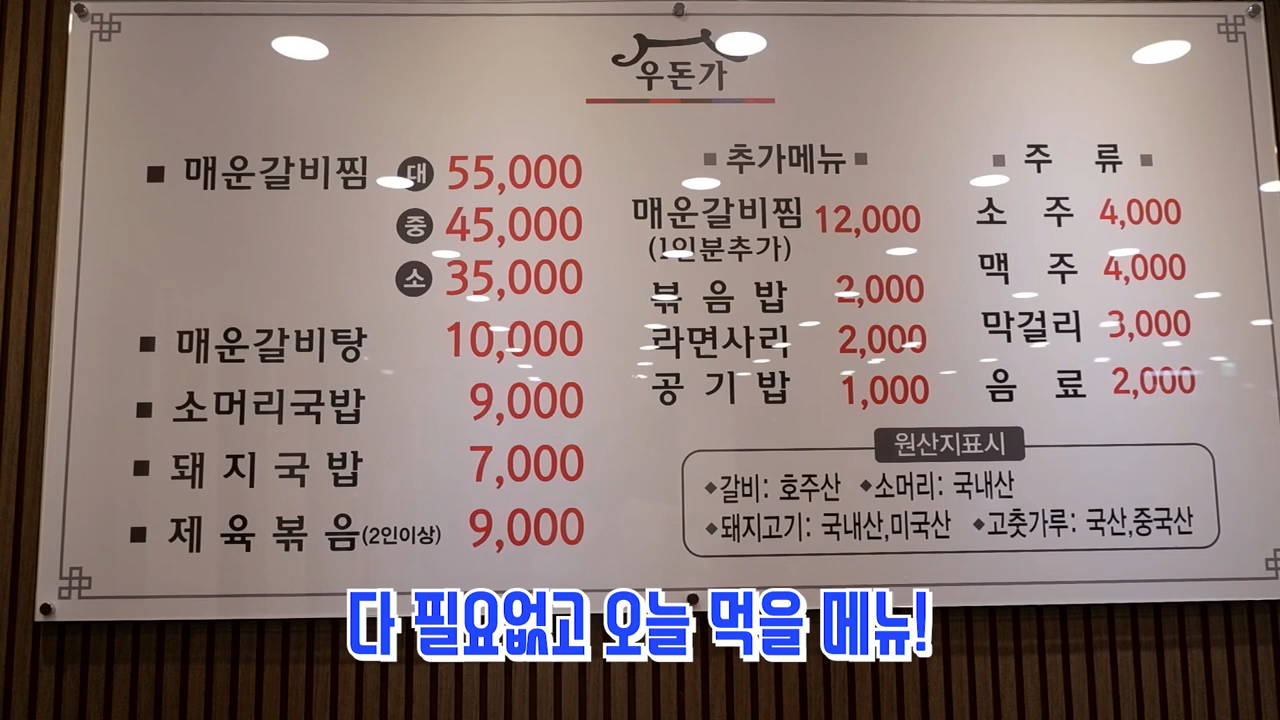 우돈가
■ 매운갈비찜 대 55,000
중 45,000
소 35,000
■ 매운갈비탕 10,000
■ 소머리국밥 9,000
■ 돼지국밥 7,000
■ 제육볶음(2인이상) 9,000
■ 추가메뉴 ■
매운갈비찜 12,000
(1인분추가)
볶음밥 2,000
라면사리 2,000
공기밥 1,000
■ 주류 ■
소주 4,000
맥주 4,000
막걸리 3,000
음료 2,000
원산지표시
◆갈비: 호주산 ◆소머리: 국내산
◆돼지고기: 국내산,미국산 ◆고춧가루: 국산,중국산
다 필요없고 오늘 먹을 메뉴!